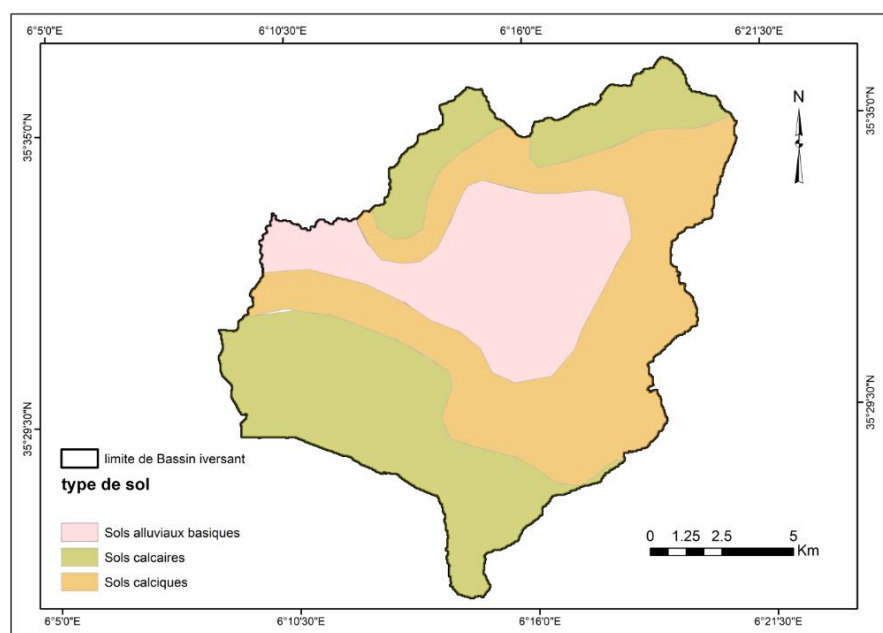 6°5'0"E 6°10'30"E 6°16'0"E 6°21'30"E
35°35'0"N 35°35'0"N
N
35°29'30"N 35°29'30"N
limite de Bassin iversant
type de sol
Sols alluviaux basiques
Sols calcaires
Sols calciques
0 1.25 2.5 5
Km
6°5'0"E 6°10'30"E 6°16'0"E 6°21'30"E